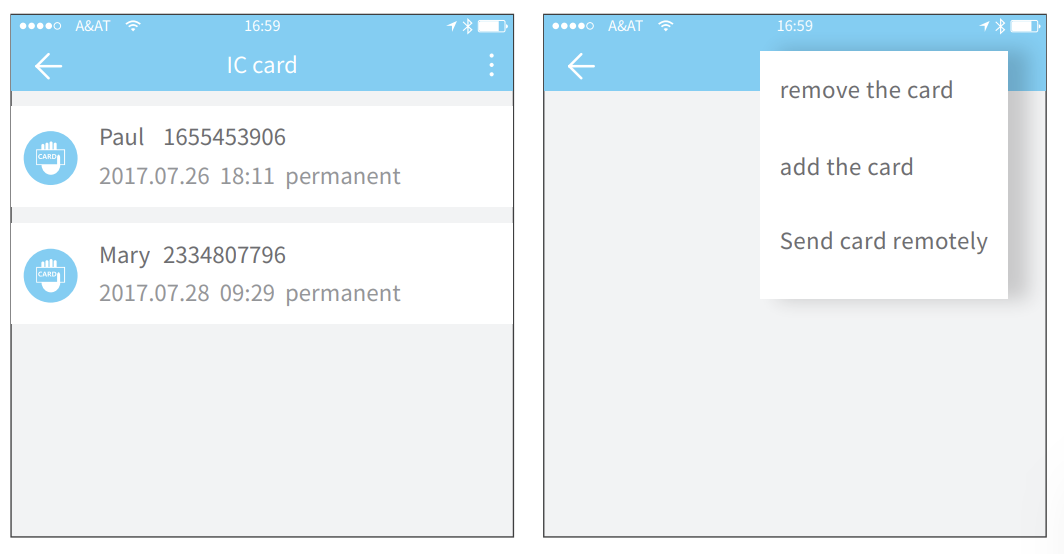 A&AT 16:59
IC card
CARD
Paul 1655453906
2017.07.26 18:11 permanent
CARD
Mary 2334807796
2017.07.28 09:29 permanent
A&AT 16:59
remove the card
add the card
Send card remotely